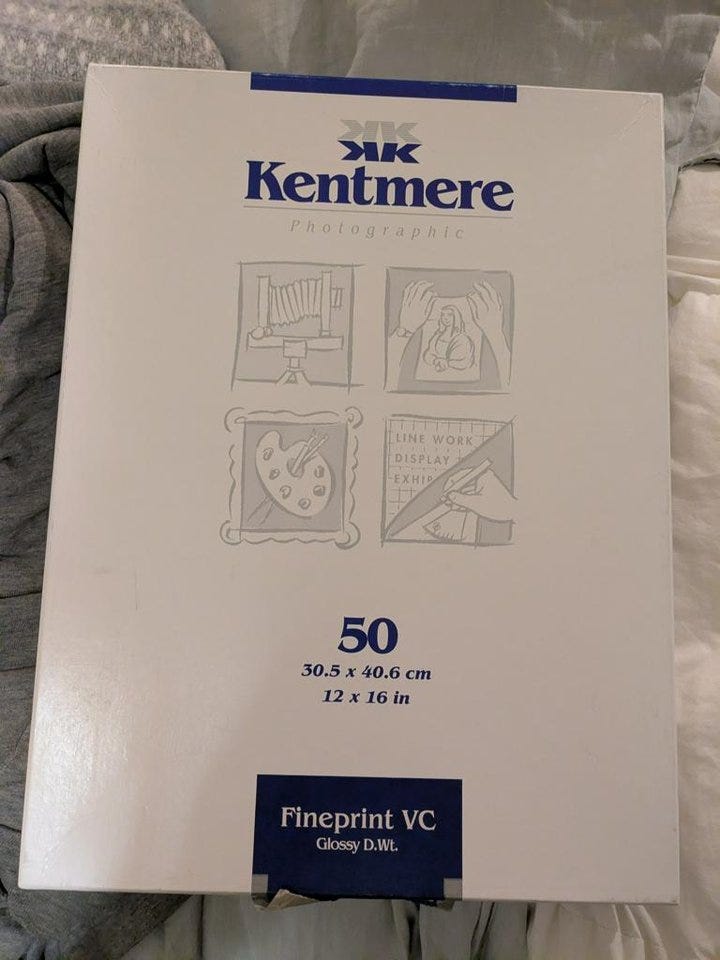 Kentmere
Photographic
LINE WORK
DISPLAY
50
30.5 x 40.6 cm
12 x 16 in
Fineprint VC
Glossy D.Wt.